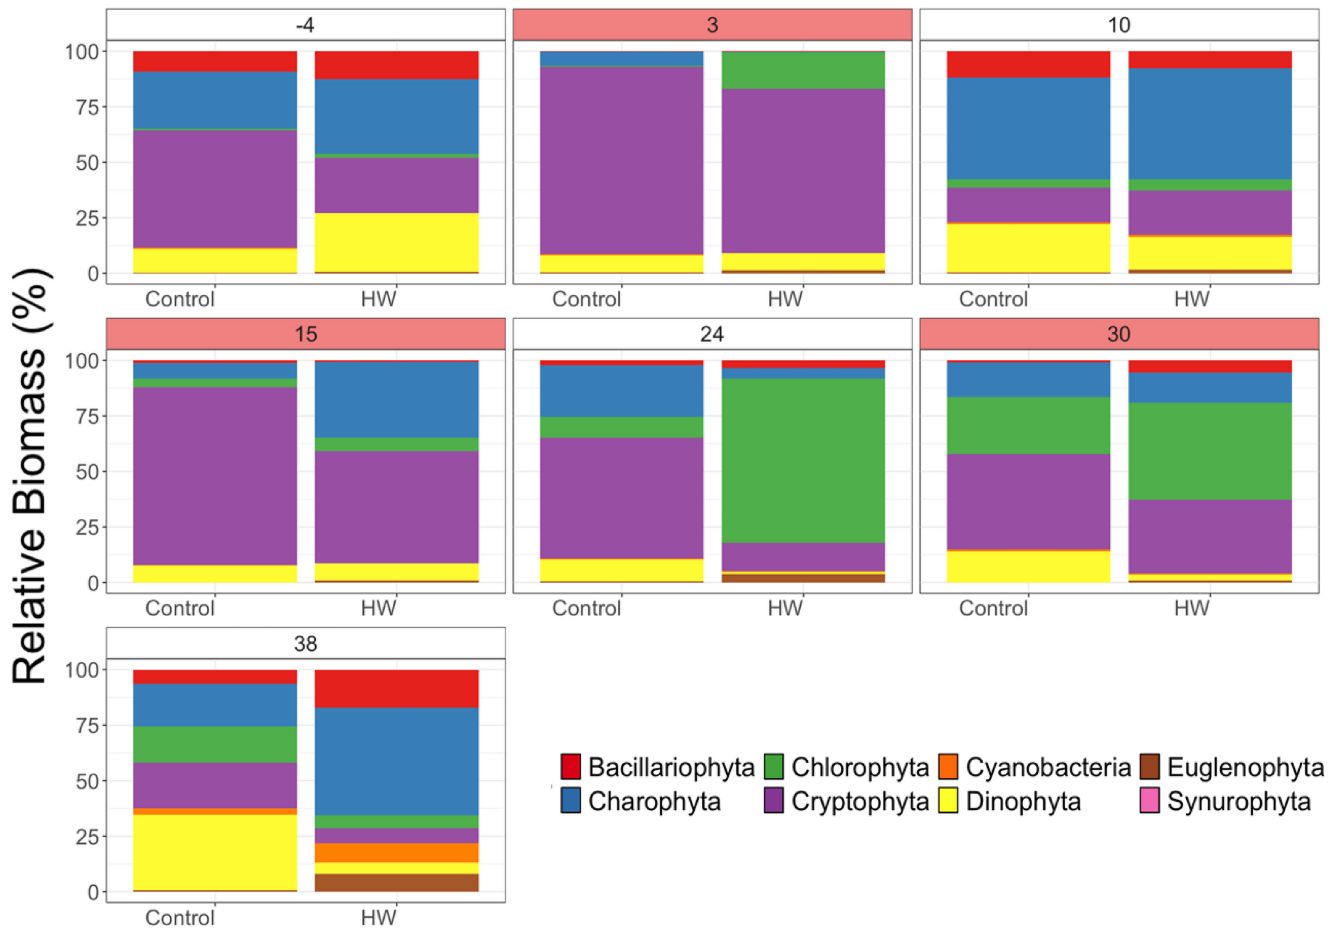 -4 3 10
100 75 50 25 0
Control HW Control HW Control HW
Relative Biomass (%)
15 24 30
100 75 50 25 0
Control HW Control HW Control HW
38
100 75 50 25 0
Control HW
Bacillariophyta Chlorophyta Cyanobacteria Euglenophyta
Charophyta Cryptophyta Dinophyta Synurophyta